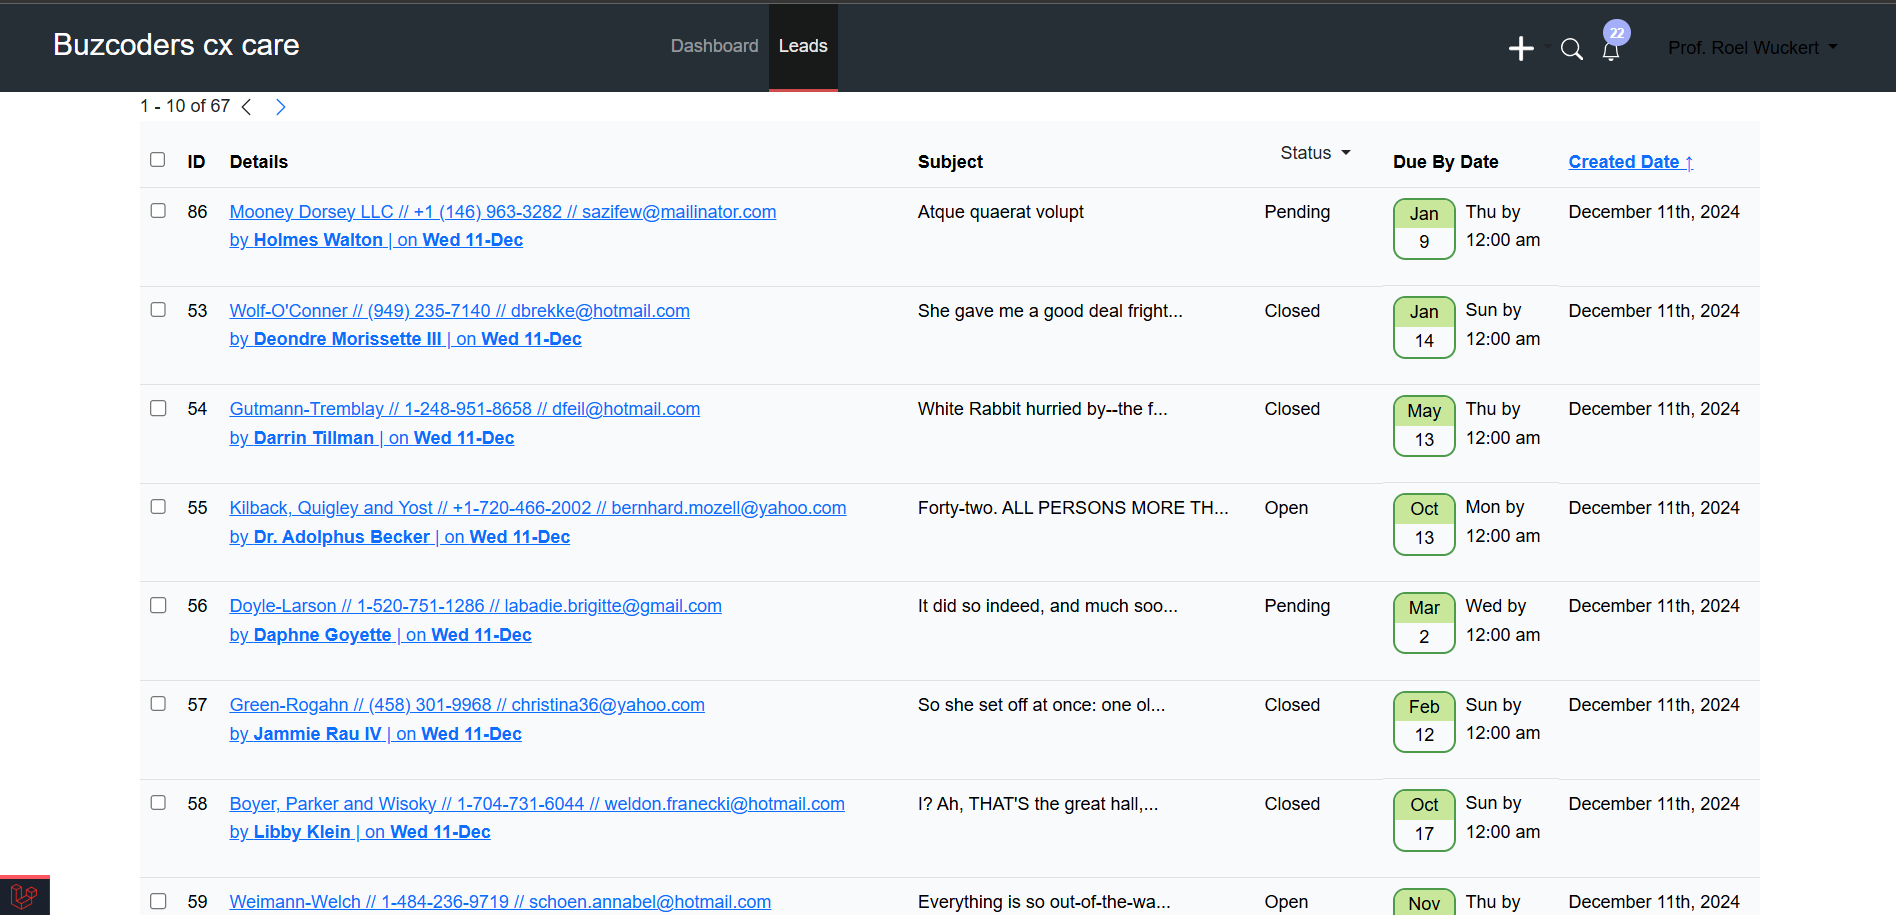 Buzcoders cx care
Dashboard Leads
22
Prof. Roel Wuckert
1 - 10 of 67
ID Details Subject Status Due By Date Created Date ↑
86 Mooney Dorsey LLC // +1 (146) 963-3282 // sazifew@mailinator.com Atque quaerat volupt Pending Jan Thu by December 11th, 2024
by Holmes Walton | on Wed 11-Dec 9 12:00 am
53 Wolf-O'Conner // (949) 235-7140 // dbrekke@hotmail.com She gave me a good deal fright... Closed Jan Sun by December 11th, 2024
by Deondre Morissette III | on Wed 11-Dec 14 12:00 am
54 Gutmann-Tremblay // 1-248-951-8658 // dfeil@hotmail.com White Rabbit hurried by--the f... Closed May Thu by December 11th, 2024
by Darrin Tillman | on Wed 11-Dec 13 12:00 am
55 Kilback, Quigley and Yost // +1-720-466-2002 // bernhard.mozell@yahoo.com Forty-two. ALL PERSONS MORE TH... Open Oct Mon by December 11th, 2024
by Dr. Adolphus Becker | on Wed 11-Dec 13 12:00 am
56 Doyle-Larson // 1-520-751-1286 // labadie.brigitte@gmail.com It did so indeed, and much soo... Pending Mar Wed by December 11th, 2024
by Daphne Goyette | on Wed 11-Dec 2 12:00 am
57 Green-Rogahn // (458) 301-9968 // christina36@yahoo.com So she set off at once: one ol... Closed Feb Sun by December 11th, 2024
by Jammie Rau IV | on Wed 11-Dec 12 12:00 am
58 Boyer, Parker and Wisoky // 1-704-731-6044 // weldon.franecki@hotmail.com I? Ah, THAT'S the great hall,... Closed Oct Sun by December 11th, 2024
by Libby Klein | on Wed 11-Dec 17 12:00 am
59 Weimann-Welch // 1-484-236-9719 // schoen.annabel@hotmail.com Everything is so out-of-the-wa... Open Nov Thu by December 11th, 2024